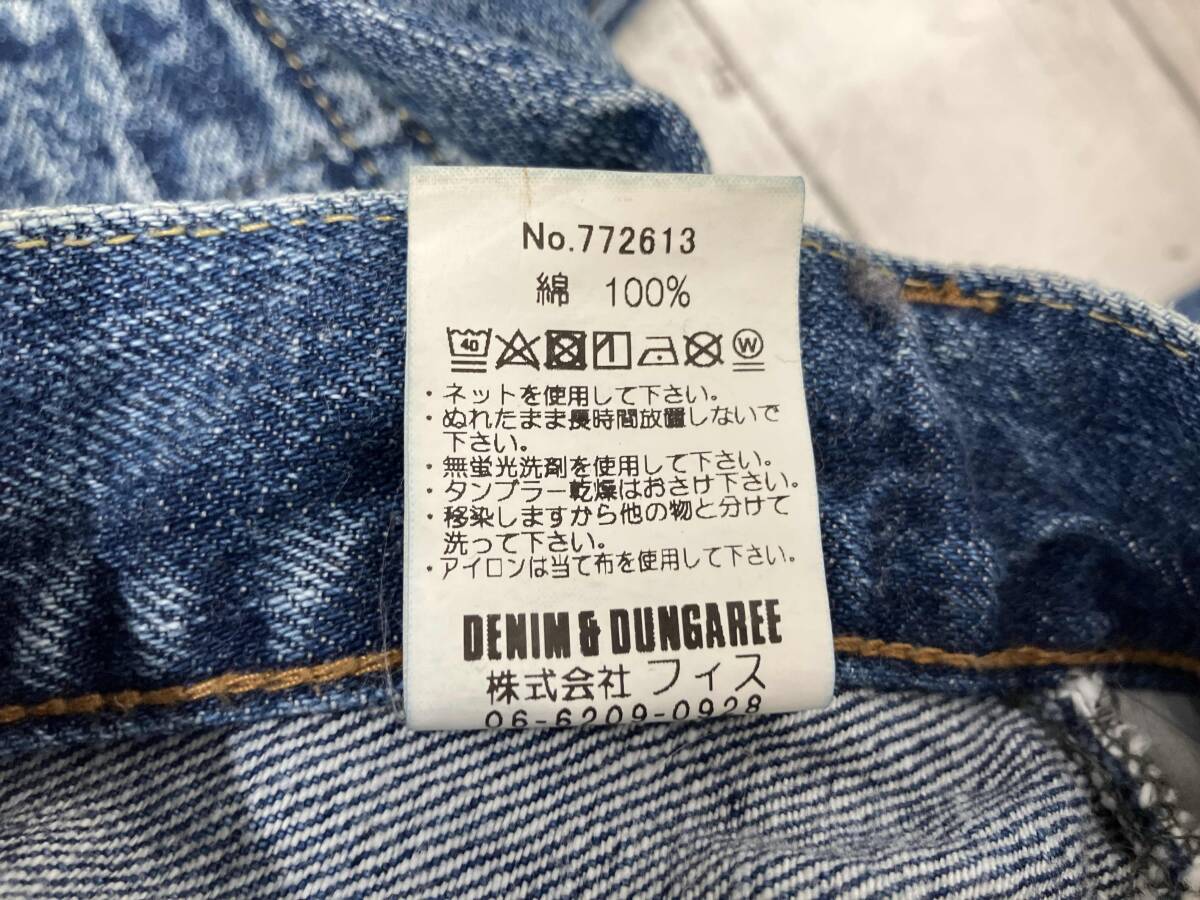 No.772613
綿 100%
40
W
・ネットを使用して下さい。
・ぬれたまま長時間放置しないで
下さい。
・無蛍光洗剤を使用して下さい。
・タンブラー乾燥はおさけ下さい。
・移染しますから他の物と分けて
洗って下さい。
・アイロンは当て布を使用して下さい。
DENIM & DUNGAREE
株式会社 フィス
06-6209-0928